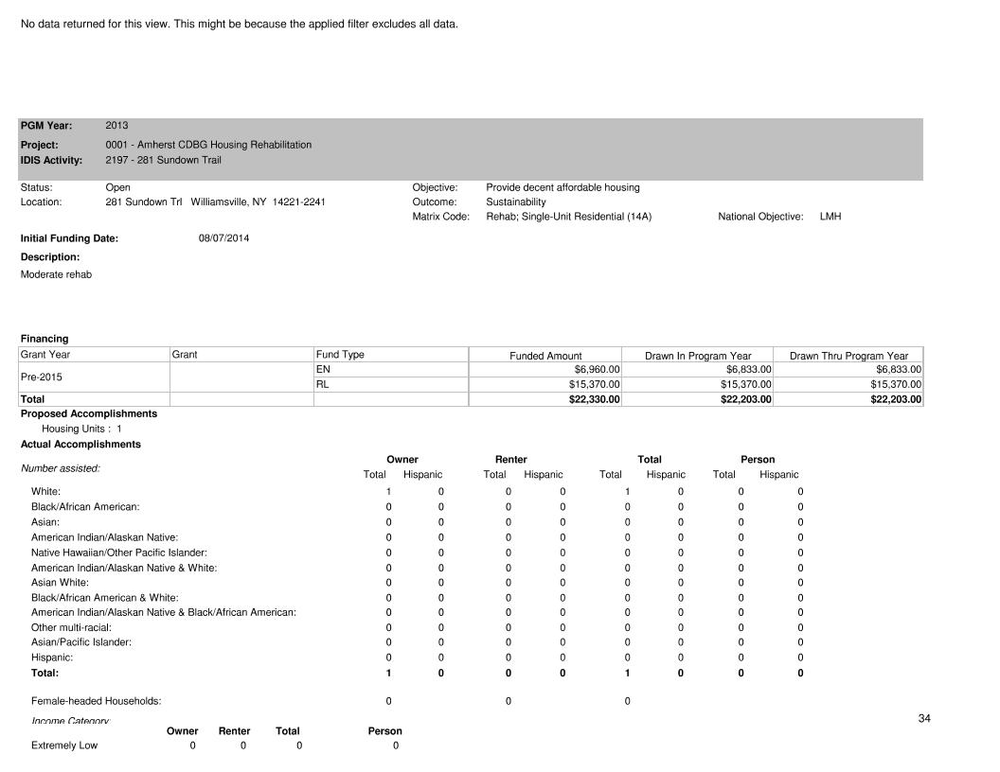 No data returned for this view. This might be because the applied filter excludes all data.
PGM Year: 2013
Project: 0001 - Amherst CDBG Housing Rehabilitation
IDIS Activity: 2197 - 281 Sundown Trail
Status: Open Objective: Provide decent affordable housing
Location: 281 Sundown Trl Williamsville, NY 14221-2241 Outcome: Sustainability
Matrix Code: Rehab; Single-Unit Residential (14A) National Objective: LMH
Initial Funding Date: 08/07/2014
Description:
Moderate rehab
Financing
Grant Year Grant Fund Type Funded Amount Drawn In Program Year Drawn Thru Program Year
Pre-2015 EN $6,960.00 $6,833.00 $6,833.00
RL $15,370.00 $15,370.00 $15,370.00
Total $22,330.00 $22,203.00 $22,203.00
Proposed Accomplishments
Housing Units : 1
Actual Accomplishments
Owner Renter Total Person
Number assisted: Total Hispanic Total Hispanic Total Hispanic Total Hispanic
White: 1 0 0 0 1 0 0 0
Black/African American: 0 0 0 0 0 0 0 0
Asian: 0 0 0 0 0 0 0 0
American Indian/Alaskan Native: 0 0 0 0 0 0 0 0
Native Hawaiian/Other Pacific Islander: 0 0 0 0 0 0 0 0
American Indian/Alaskan Native & White: 0 0 0 0 0 0 0 0
Asian White: 0 0 0 0 0 0 0 0
Black/African American & White: 0 0 0 0 0 0 0 0
American Indian/Alaskan Native & Black/African American: 0 0 0 0 0 0 0 0
Other multi-racial: 0 0 0 0 0 0 0 0
Asian/Pacific Islander: 0 0 0 0 0 0 0 0
Hispanic: 0 0 0 0 0 0 0 0
Total: 1 0 0 0 1 0 0 0
Female-headed Households: 0 0 0
Income Category: 34
Owner Renter Total Person
Extremely Low 0 0 0 0